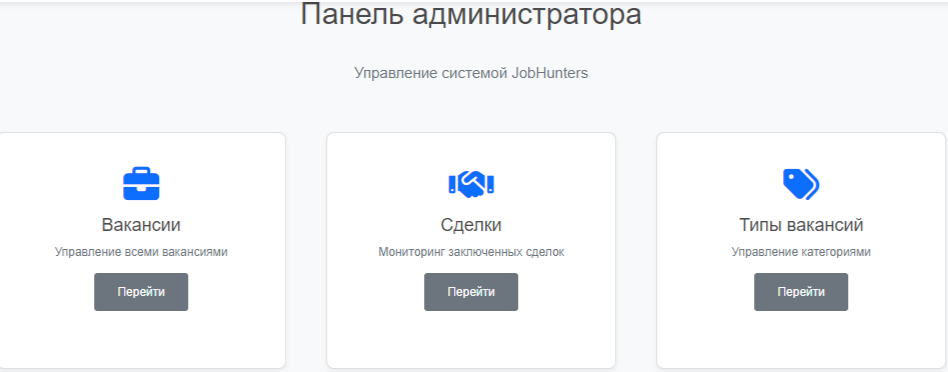 Панель администратора
Управление системой JobHunters
Вакансии
Управление всеми вакансиями
Перейти
Сделки
Мониторинг заключенных сделок
Перейти
Типы вакансий
Управление категориями
Перейти